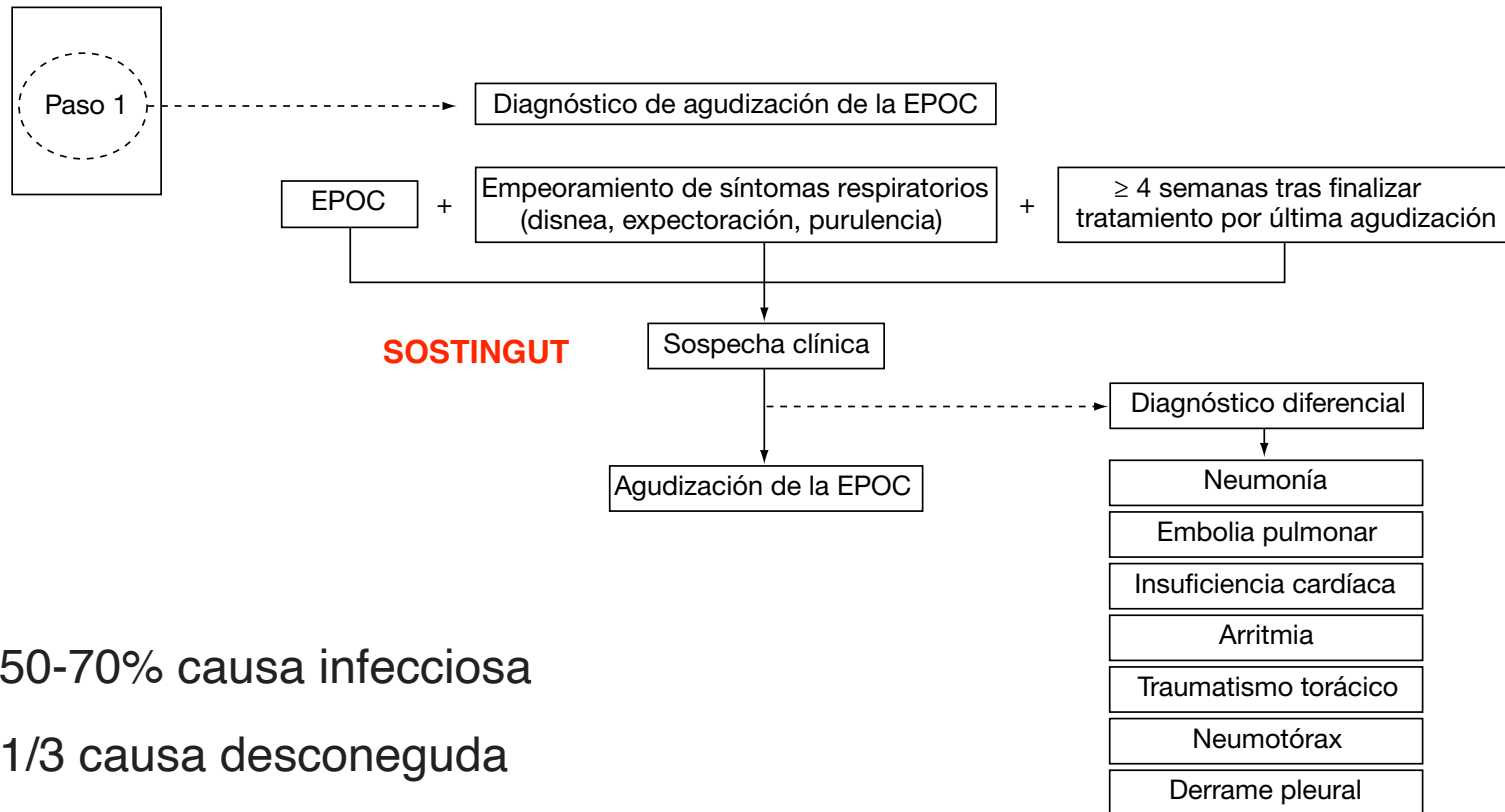 Paso 1
Diagnóstico de agudización de la EPOC
EPOC
+
Empeoramiento de síntomas respiratorios
(disnea, expectoración, purulencia)
+
≥ 4 semanas tras finalizar
tratamiento por última agudización
SOSTINGUT
Sospecha clínica
Diagnóstico diferencial
Agudización de la EPOC
Neumonía
Embolia pulmonar
Insuficiencia cardíaca
Arritmia
Traumatismo torácico
Neumotórax
Derrame pleural
50-70% causa infecciosa
1/3 causa desconeguda